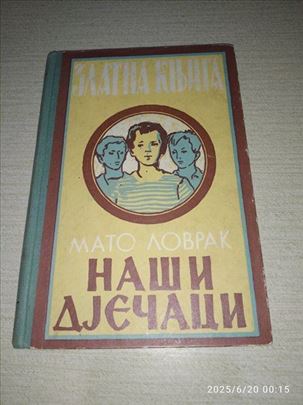 ЗЛАТНА КЊИГА
МАТО ЛОВРАК
НАШИ
ДЈЕЧАЦИ
2025/6/20 00:15